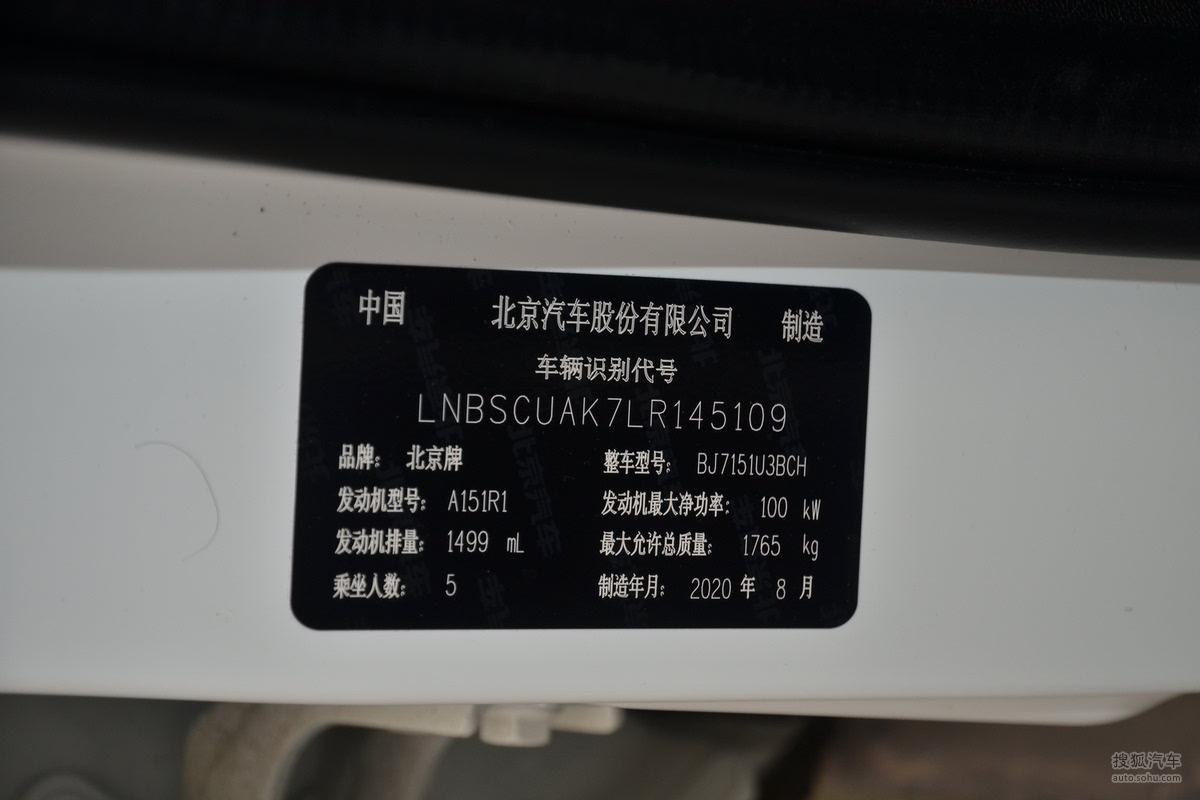 中国 北京汽车股份有限公司 制造
车辆识别代号
LNBSCUAK7LR145109
品牌： 北京牌 整车型号： BJ7151U3BCH
发动机型号： A151R1 发动机最大净功率： 100 kW
发动机排量： 1499 mL 最大允许总质量： 1765 kg
乘坐人数： 5 制造年月： 2020 年 8 月
搜狐汽车
auto.sohu.com